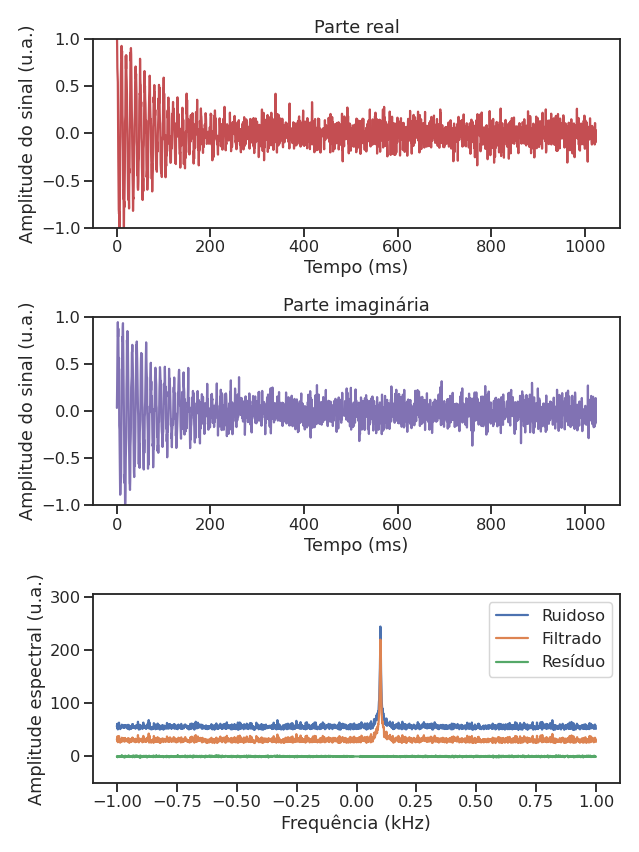 Parte real
Amplitude do sinal (u.a.)
1.0
0.5
0.0
−0.5
−1.0
0 200 400 600 800 1000
Tempo (ms)
Parte imaginária
Amplitude do sinal (u.a.)
1.0
0.5
0.0
−0.5
−1.0
0 200 400 600 800 1000
Tempo (ms)
Amplitude espectral (u.a.)
300
200
100
0
Ruidoso
Filtrado
Resíduo
−1.00 −0.75 −0.50 −0.25 0.00 0.25 0.50 0.75 1.00
Frequência (kHz)